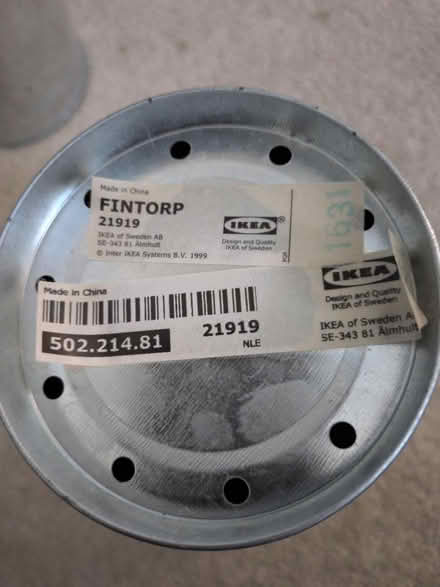 Made in China
FINTORP
21919
IKEA of Sweden AB
SE-343 81 Älmhult
© Inter IKEA Systems B.V. 1999
IKEA®
Design and Quality
IKEA of Sweden
1631
Made in China
502.214.81
21919
NLE
IKEA
Design and Quality
IKEA of Sweden
IKEA of Sweden A
SE-343 81 Älmhult